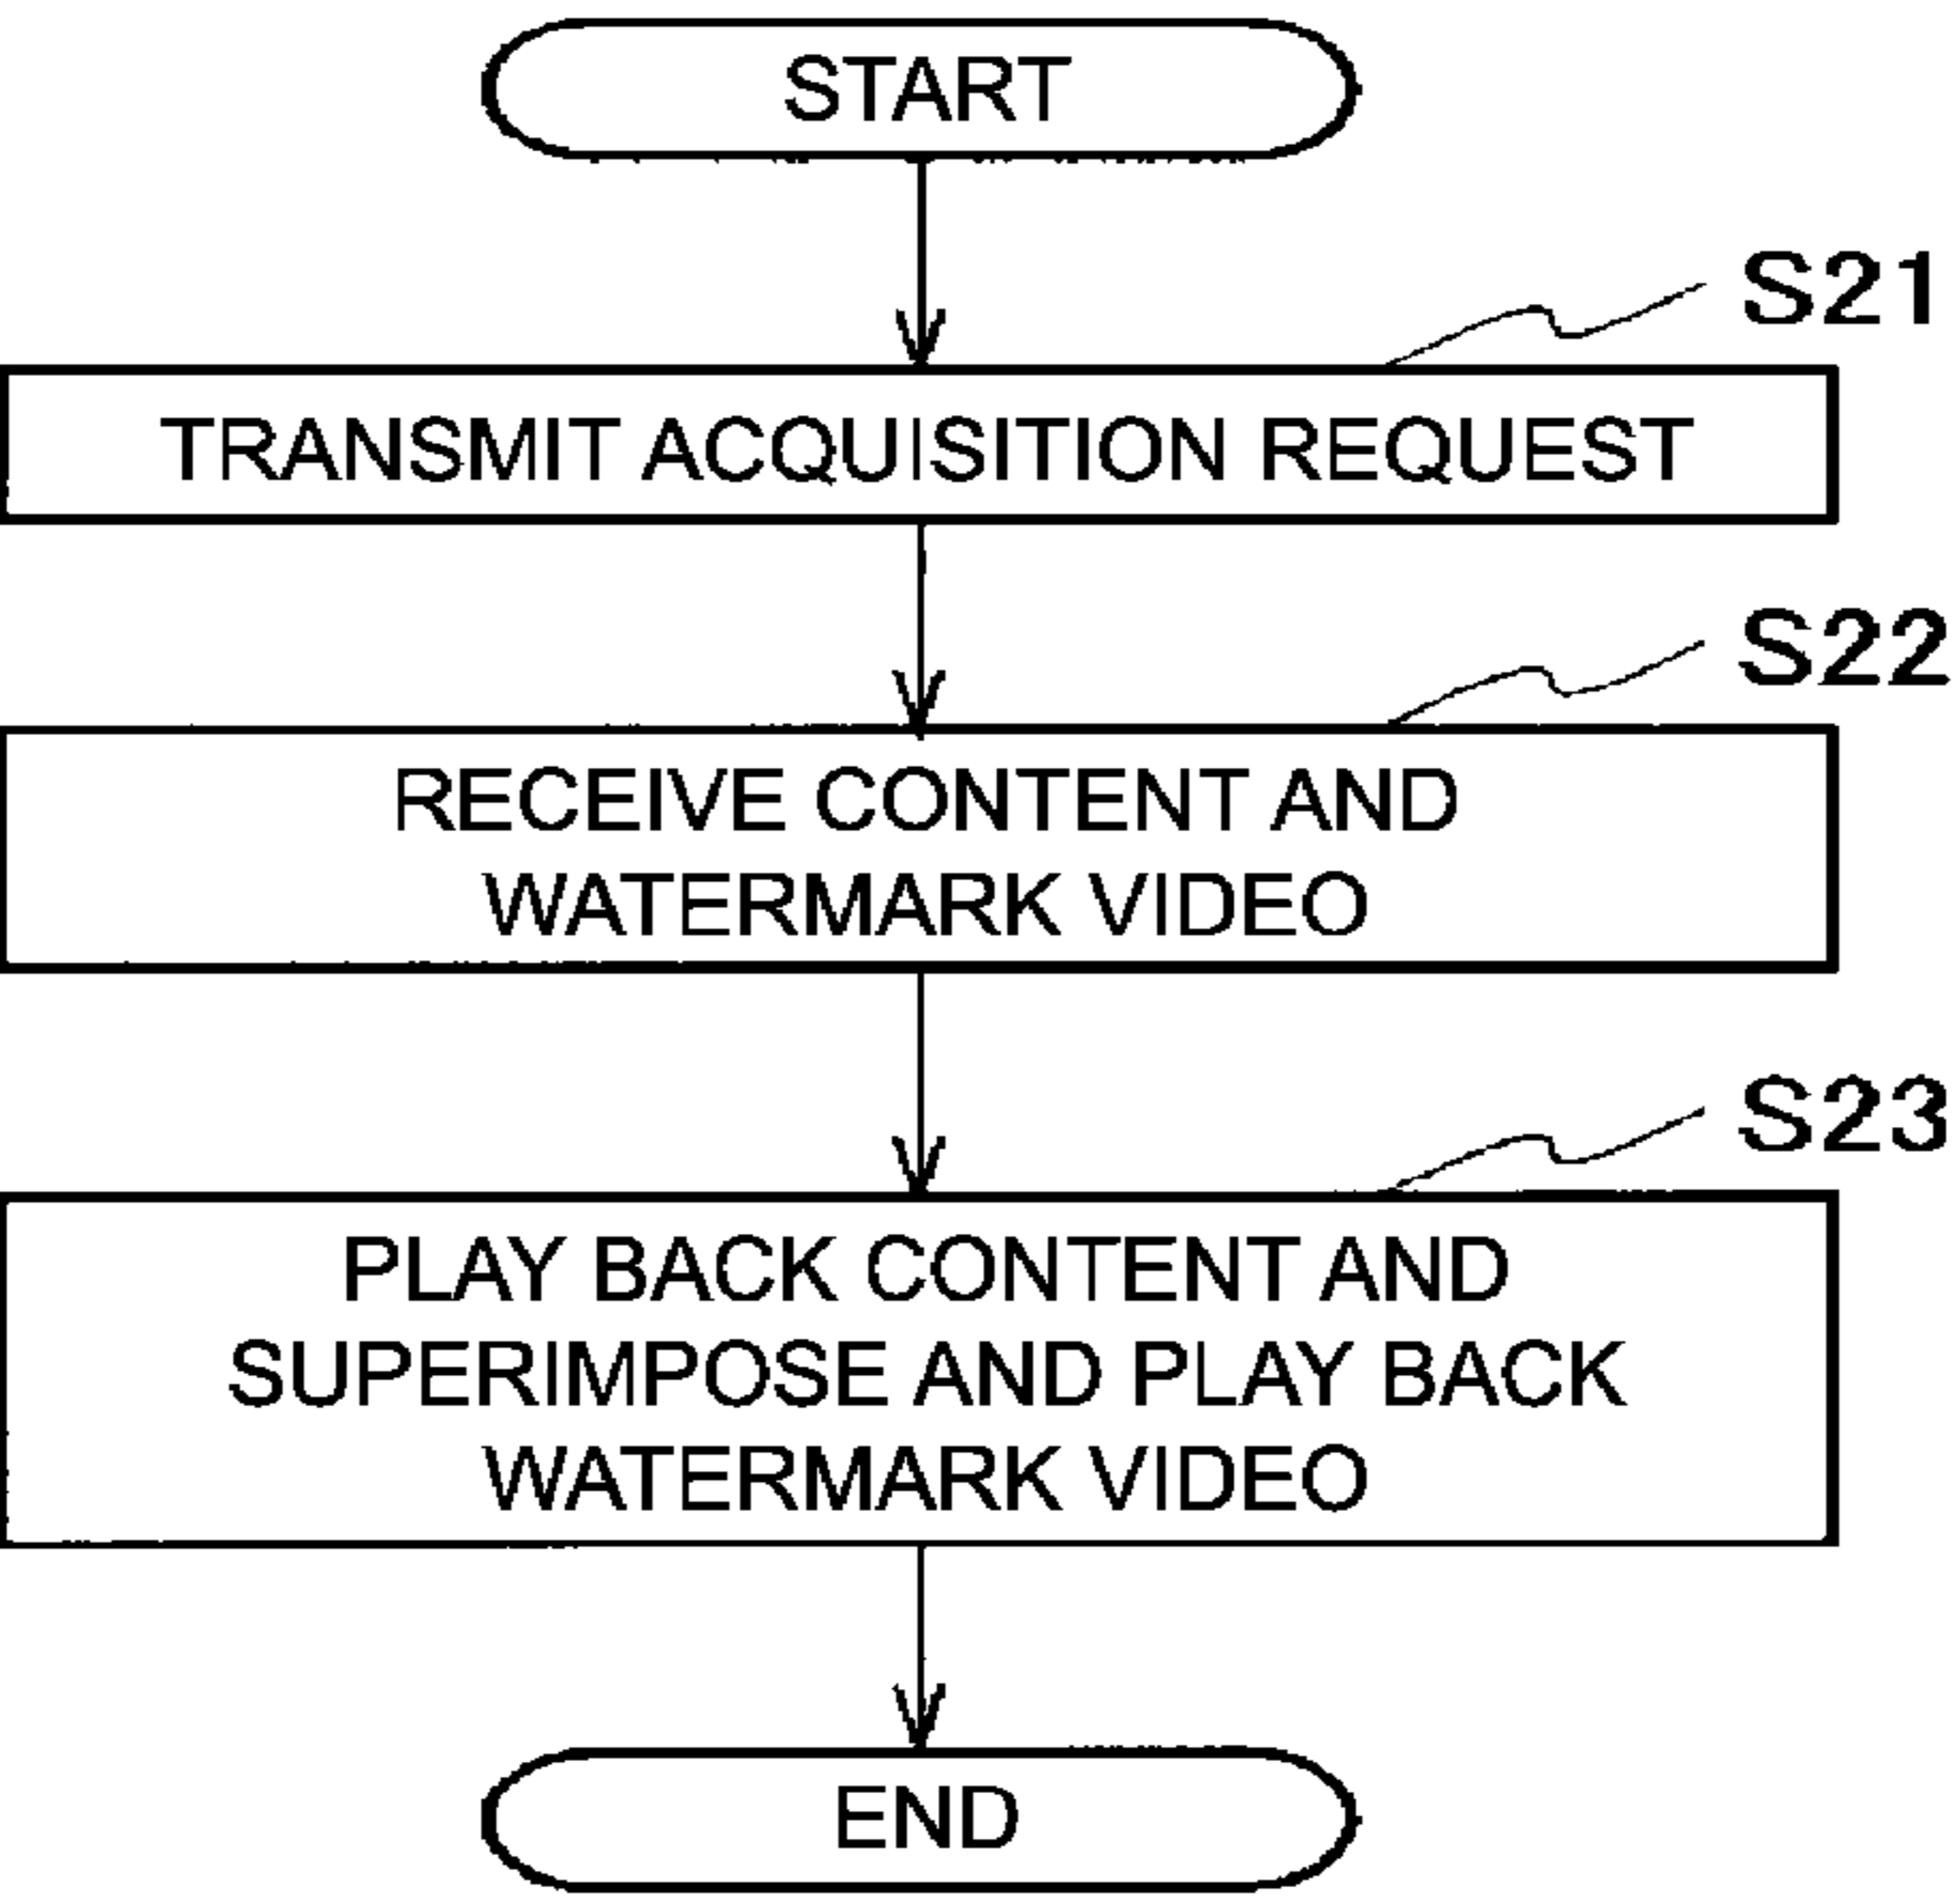 START
S21
TRANSMIT ACQUISITION REQUEST
S22
RECEIVE CONTENT AND
WATERMARK VIDEO
S23
PLAY BACK CONTENT AND
SUPERIMPOSE AND PLAY BACK
WATERMARK VIDEO
END